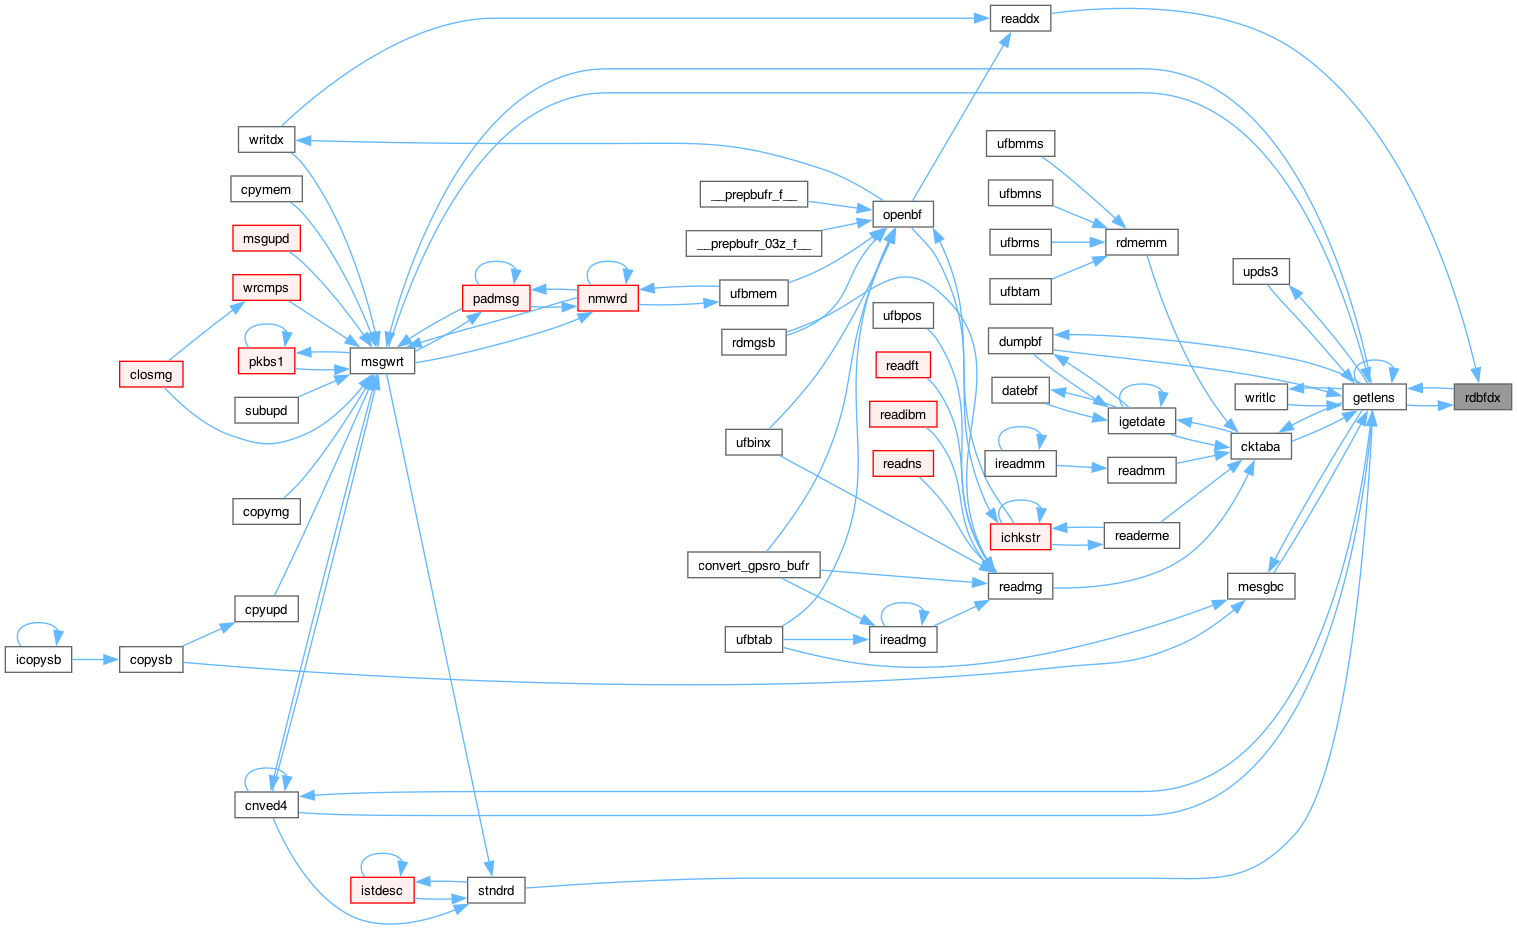 readdx
writdx
ufbmms
cpymem
__prepbufr_f__
ufbmns
openbf
msgupd
__prepbufr_03z_f__
ufbrms
rdmemm
upds3
wrcmps
padmsg
nmwrd
ufbmem
ufbtam
ufbpos
rdmgsb
dumpbf
pkbs1
msgwrt
closmg
readft
datebf
writlc
getlens
rdbfdx
subupd
readibm
igetdate
ufbinx
cktaba
readns
ireadmm
readmm
copymg
ichkstr
readerme
convert_gpsro_bufr
readmg
mesgbc
cpyupd
ufbtab
ireadmg
icopysb
copysb
cnved4
istdesc
stndrd